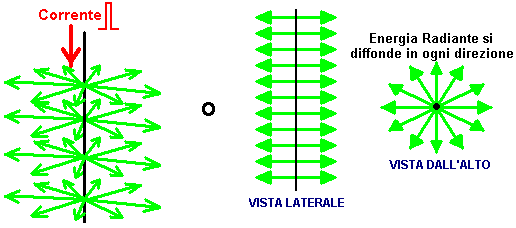 Corrente
O
VISTA LATERALE
Energia Radiante si
diffonde in ogni direzione
VISTA DALL'ALTO